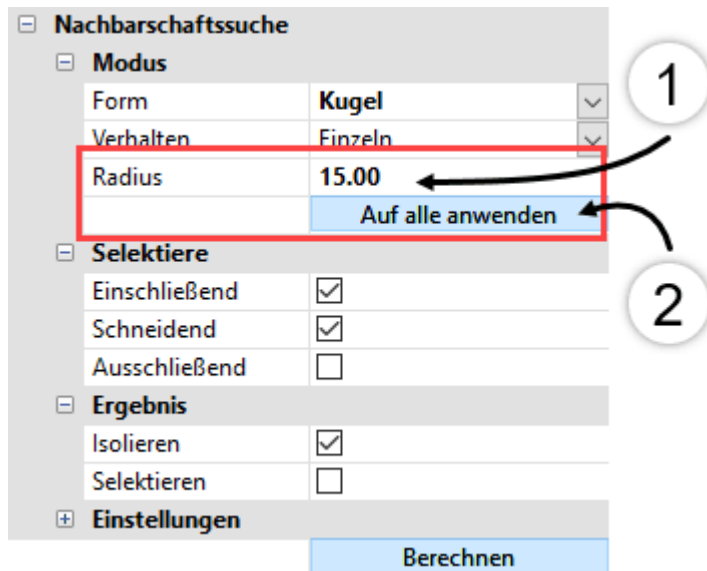 Nachbarschaftssuche
Modus
Form Kugel
1
Verhalten Einzeln
Radius 15.00
Auf alle anwenden
Selektiere
Einschließend
2
Schneidend
Ausschließend
Ergebnis
Isolieren
Selektieren
Einstellungen
Berechnen